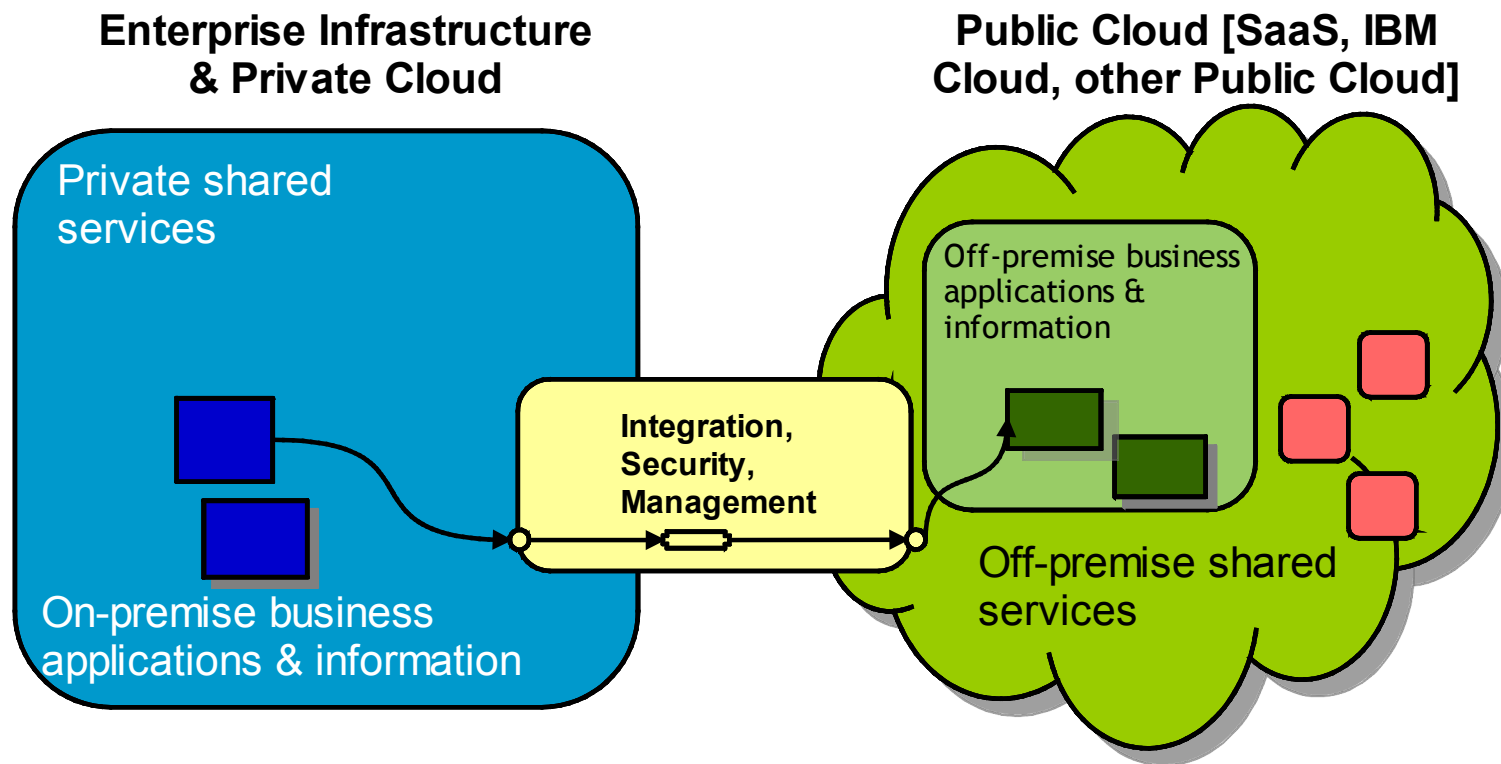 Enterprise Infrastructure
& Private Cloud
Public Cloud [SaaS, IBM
Cloud, other Public Cloud]
Private shared
services
Off-premise business
applications &
information
Integration,
Security,
Management
Off-premise shared
services
On-premise business
applications & information